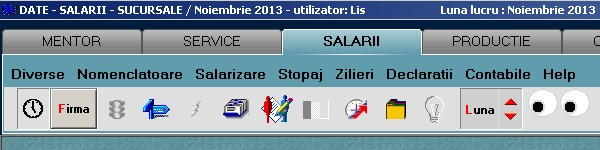 DATE - SALARII - SUCURSALE / Noiembrie 2013 - utilizator: Lis Luna lucru : Noiembrie 2013
MENTOR SERVICE SALARII PRODUCTIE
Diverse Nomenclatoare Salarizare Stopaj Zilieri Declaratii Contabile Help
Firma Luna